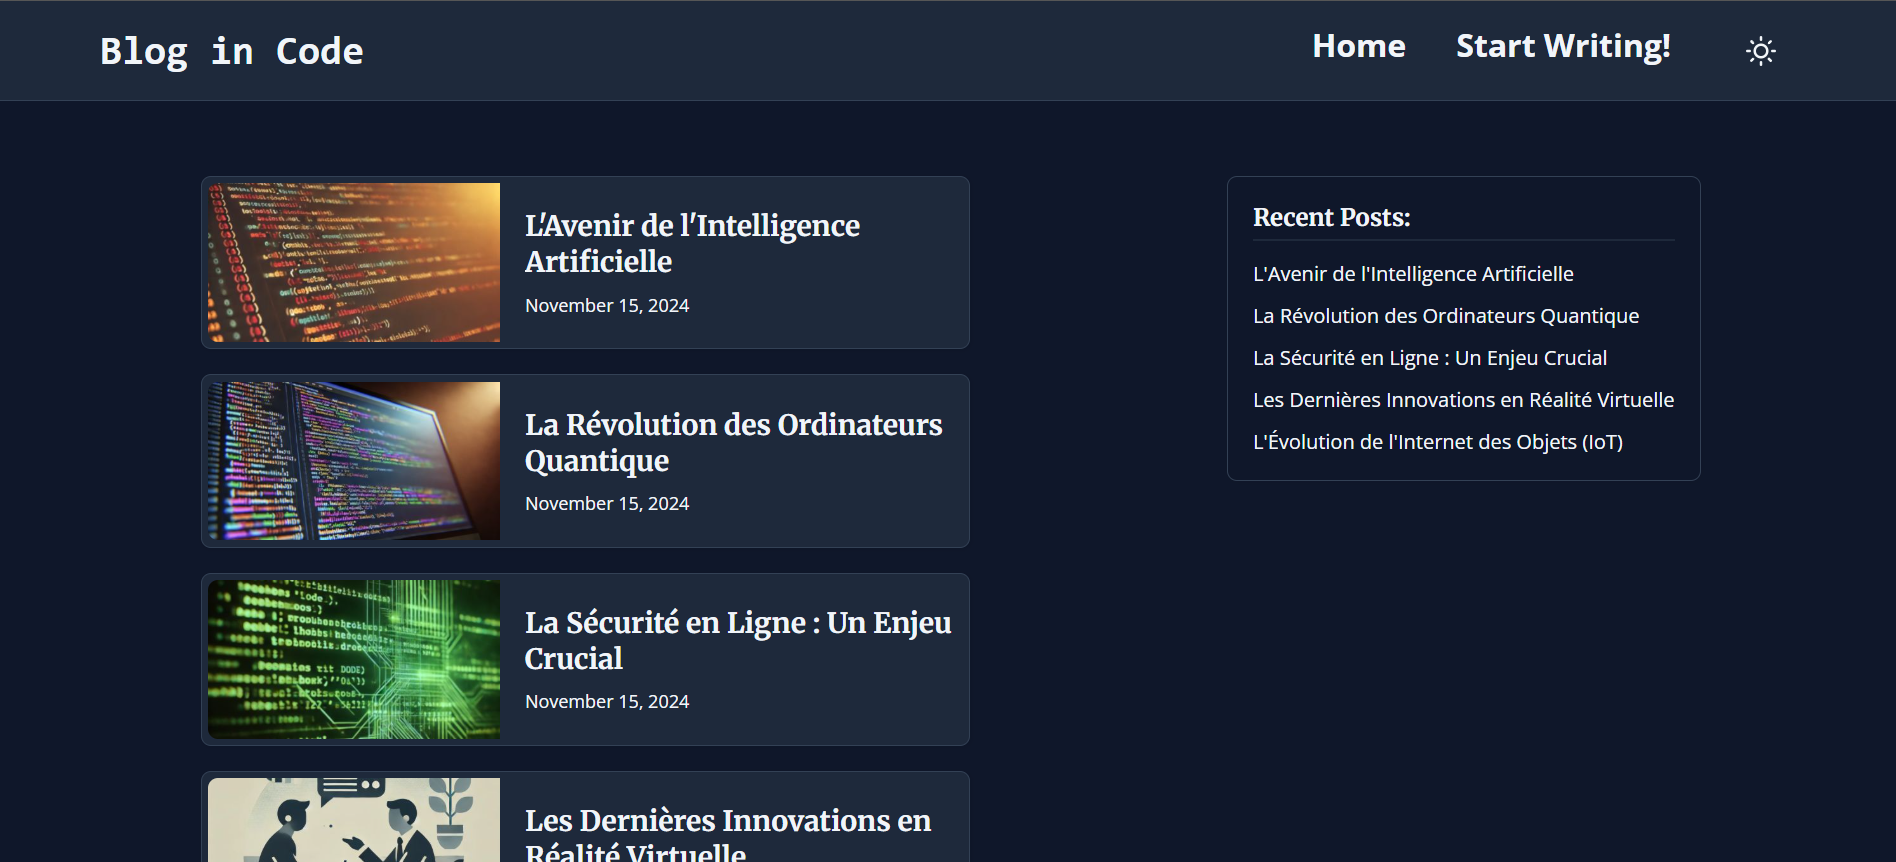 Blog in Code
Home
Start Writing!
L'Avenir de l'Intelligence
Artificielle
November 15, 2024
La Révolution des Ordinateurs
Quantique
November 15, 2024
La Sécurité en Ligne : Un Enjeu
Crucial
November 15, 2024
Les Dernières Innovations en
Réalité Virtuelle
Recent Posts:
L'Avenir de l'Intelligence Artificielle
La Révolution des Ordinateurs Quantique
La Sécurité en Ligne : Un Enjeu Crucial
Les Dernières Innovations en Réalité Virtuelle
L'Évolution de l'Internet des Objets (IoT)